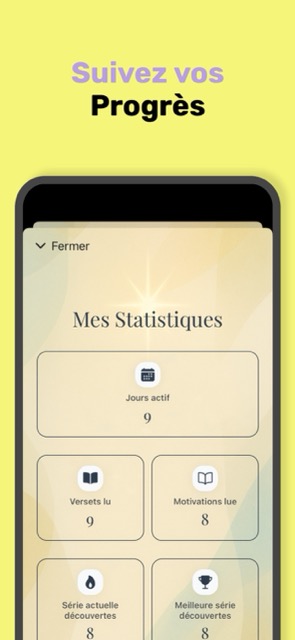 Suivez vos
Progrès
Fermer
Mes Statistiques
Jours actif
9
Versets lu
9
Motivations lue
8
Série actuelle
découvertes
8
Meilleure série
découvertes
8